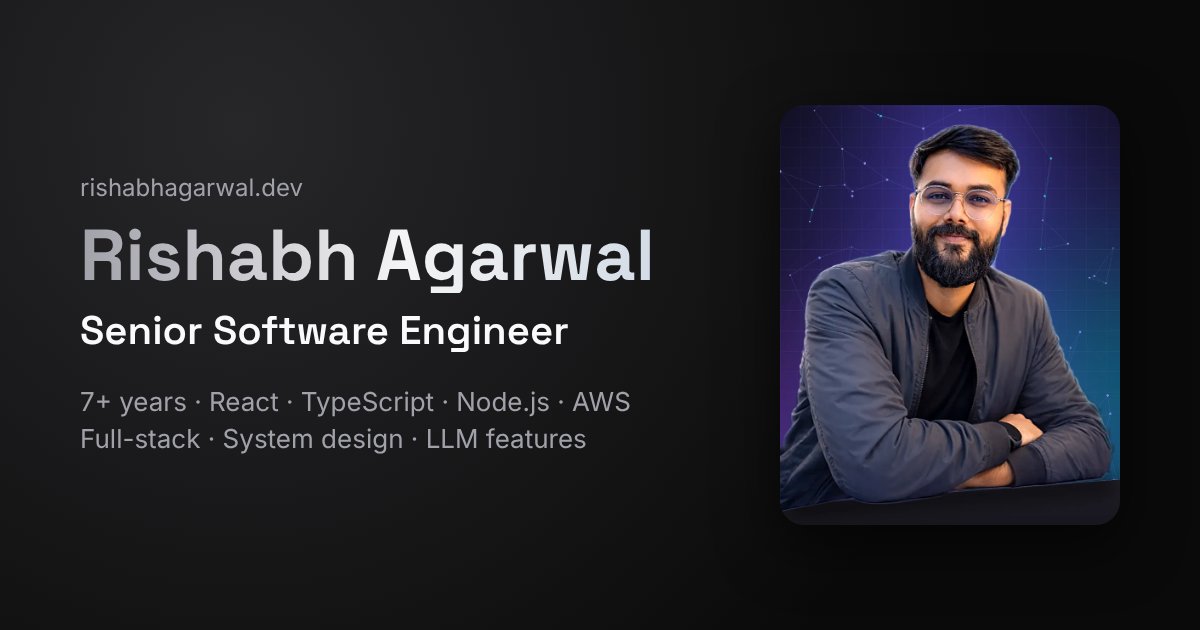 rishabhagarwal.dev
Rishabh Agarwal
Senior Software Engineer
7+ years · React · TypeScript · Node.js · AWS
Full-stack · System design · LLM features